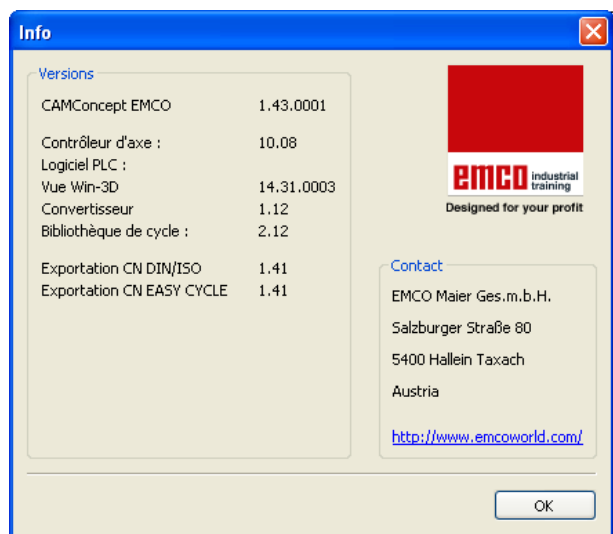 Info
Versions
CAMConcept EMCO 1.43.0001
Contrôleur d'axe : 10.08
Logiciel PLC :
Vue Win-3D 14.31.0003
Convertisseur 1.12
Bibliothèque de cycle : 2.12
Exportation CN DIN/ISO 1.41
Exportation CN EASY CYCLE 1.41
emco industrial training
Designed for your profit
Contact
EMCO Maier Ges.m.b.H.
Salzburger Straße 80
5400 Hallein Taxach
Austria
http://www.emcoworld.com/
OK